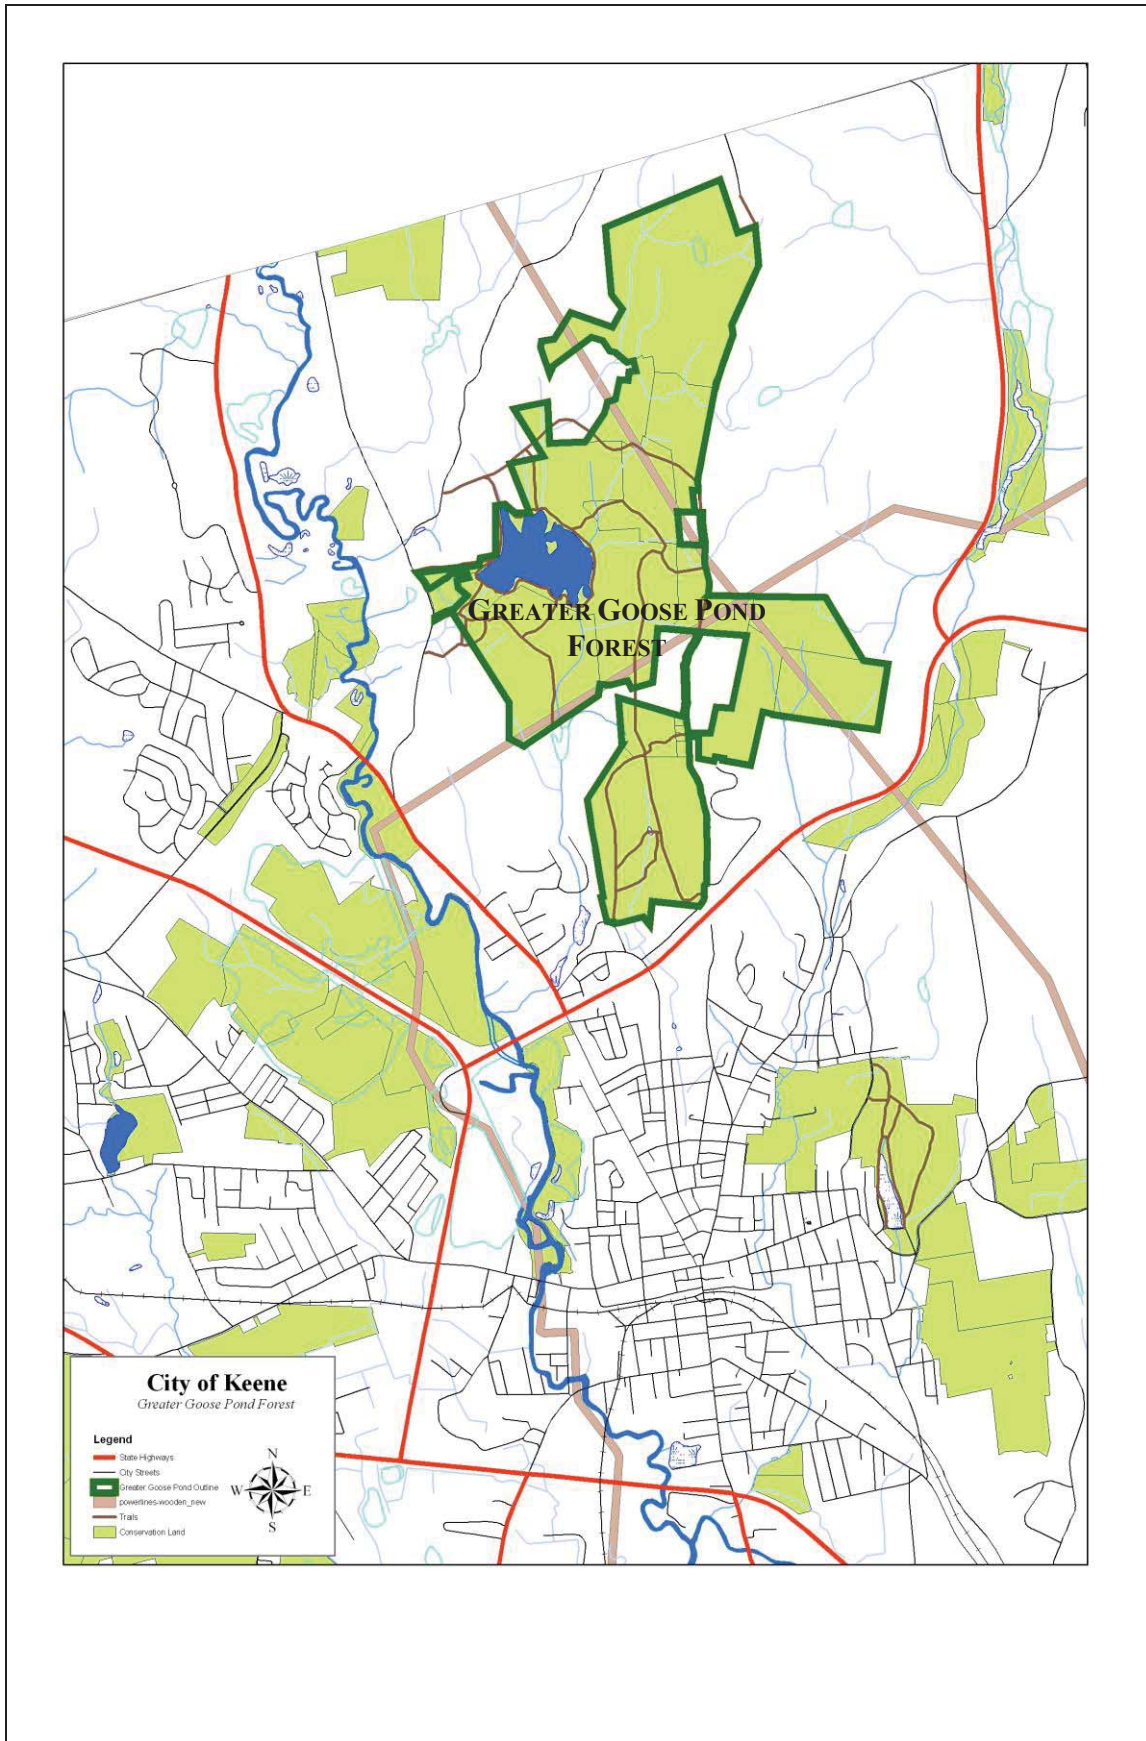 GREATER GOOSE POND
FOREST
City of Keene
Greater Goose Pond Forest
Legend
State Highways
City Streets
Greater Goose Pond Outline
powerlines-wooden_new
Trails
Conservation Land
N
W E
S